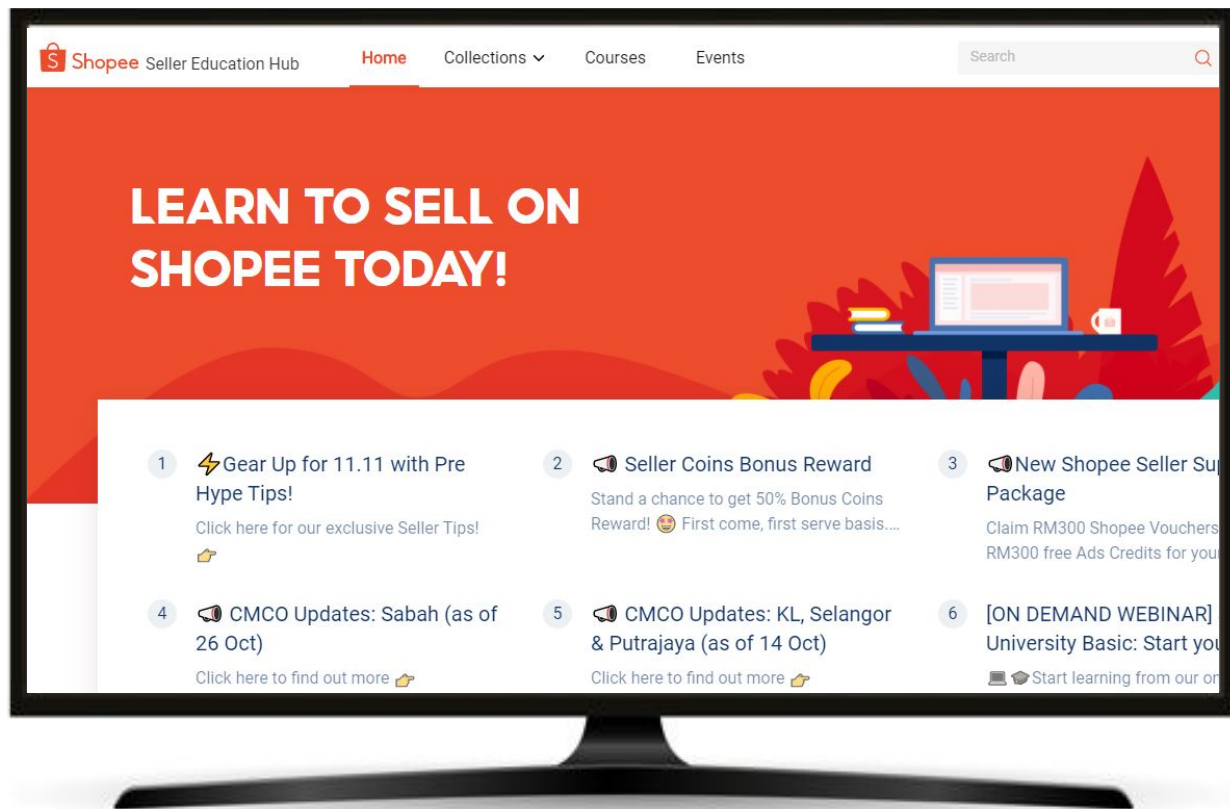 Shopee Seller Education Hub
Home
Collections
Courses
Events
Search
LEARN TO SELL ON
SHOPEE TODAY!
1
⚡Gear Up for 11.11 with Pre
Hype Tips!
Click here for our exclusive Seller Tips!
👉
2
📢 Seller Coins Bonus Reward
Stand a chance to get 50% Bonus Coins
Reward! 🤩 First come, first serve basis....
3
📢New Shopee Seller
Package
Claim RM300 Shopee Vouchers
RM300 free Ads Credits for
4
📢 CMCO Updates: Sabah (as of
26 Oct)
Click here to find out more 👉
5
📢 CMCO Updates: KL, Selangor
& Putrajaya (as of 14 Oct)
Click here to find out more 👉
6
[ON DEMAND WEBINAR]
University Basic: Start
💻 🎓Start learning from our